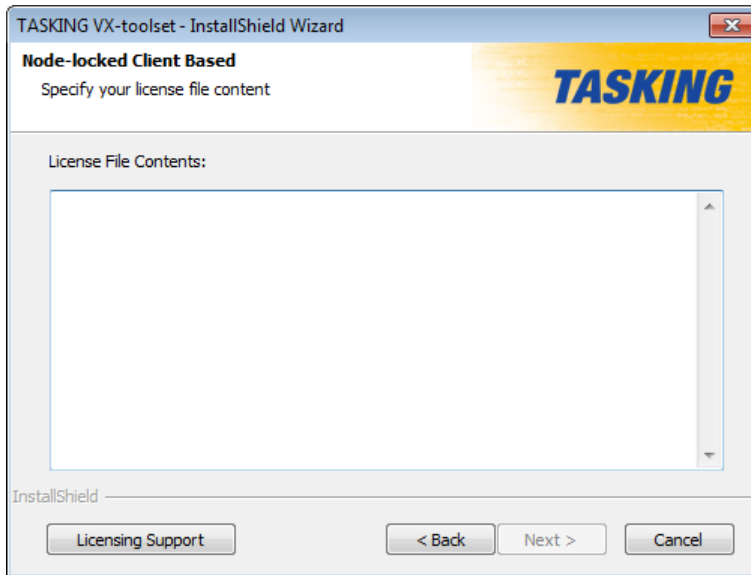 TASKING VX-toolset - InstallShield Wizard
Node-locked Client Based
Specify your license file content
TASKING
License File Contents:
InstallShield
Licensing Support
< Back
Next >
Cancel